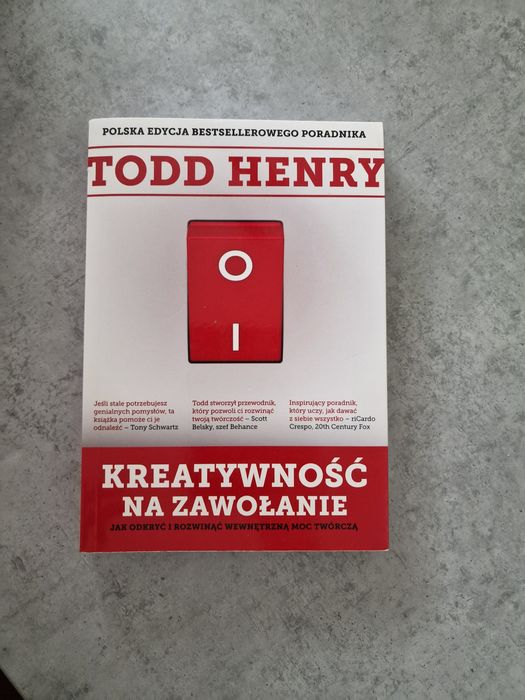 POLSKA EDYCJA BESTSELLEROWEGO PORADNIKA
TODD HENRY
O
I
Jeśli stale potrzebujesz
genialnych pomysłów, ta
książka pomoże ci je
odnaleźć – Tony Schwartz
Todd stworzył przewodnik,
który pozwoli ci rozwinąć
twoją twórczość – Scott
Belsky, szef Behance
Inspirujący poradnik,
który uczy, jak dawać
z siebie wszystko – riCardo
Crespo, 20th Century Fox
KREATYWNOŚĆ
NA ZAWOŁANIE
JAK ODKRYĆ I ROZWINĄĆ WEWNĘTRZNĄ MOC TWÓRCZĄ